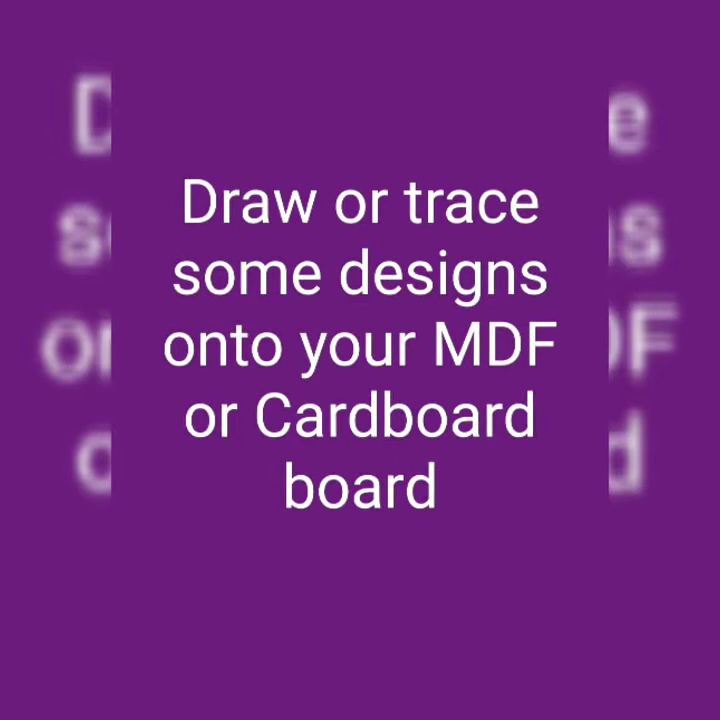 Draw or trace
some designs
onto your MDF
or Cardboard
board